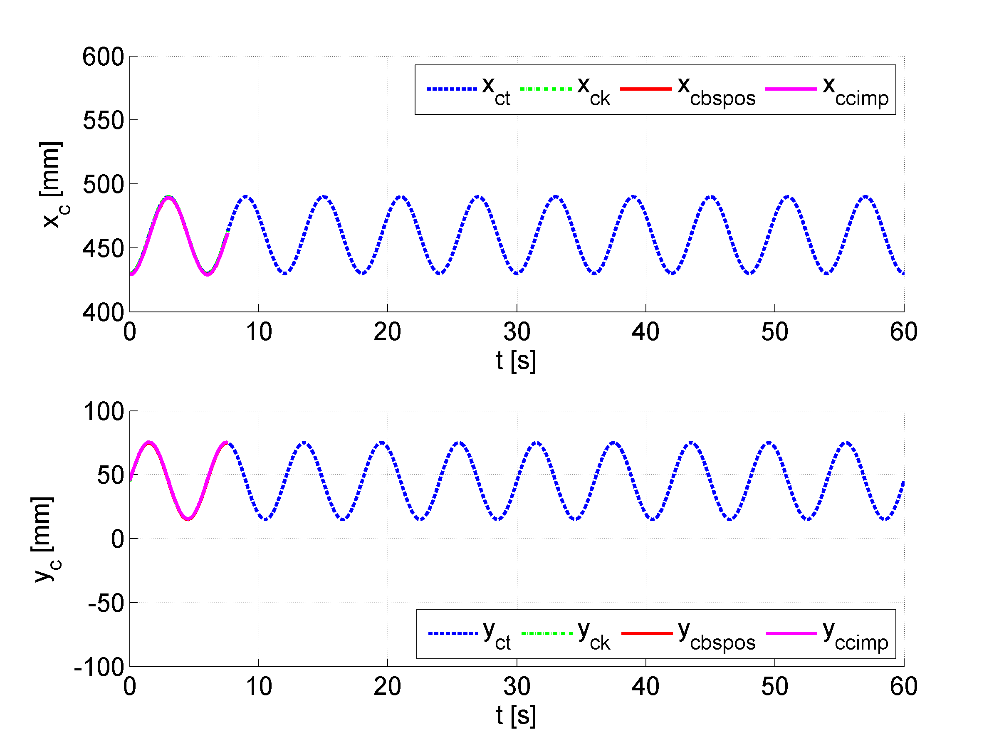 600
550
500
450
400
x_c [mm]
x_ct x_ck x_cbspos x_ccimp
0 10 20 30 40 50 60
t [s]
100
50
0
-50
-100
y_c [mm]
y_ct y_ck y_cbspos y_ccimp
0 10 20 30 40 50 60
t [s]